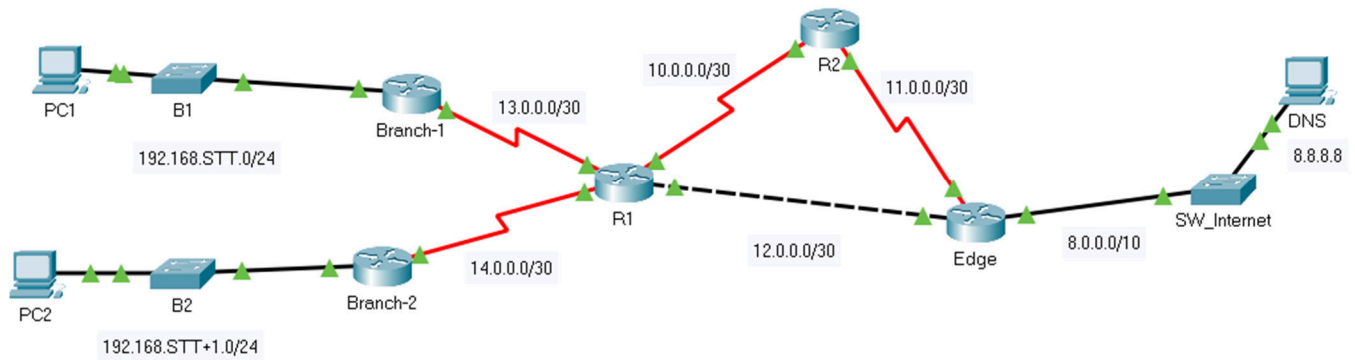 R2
10.0.0.0/30
11.0.0.0/30
PC1
B1
Branch-1
13.0.0.0/30
DNS
8.8.8.8
192.168.STT.0/24
R1
SW_Internet
PC2
B2
Branch-2
14.0.0.0/30
12.0.0.0/30
Edge
8.0.0.0/10
192.168.STT+1.0/24